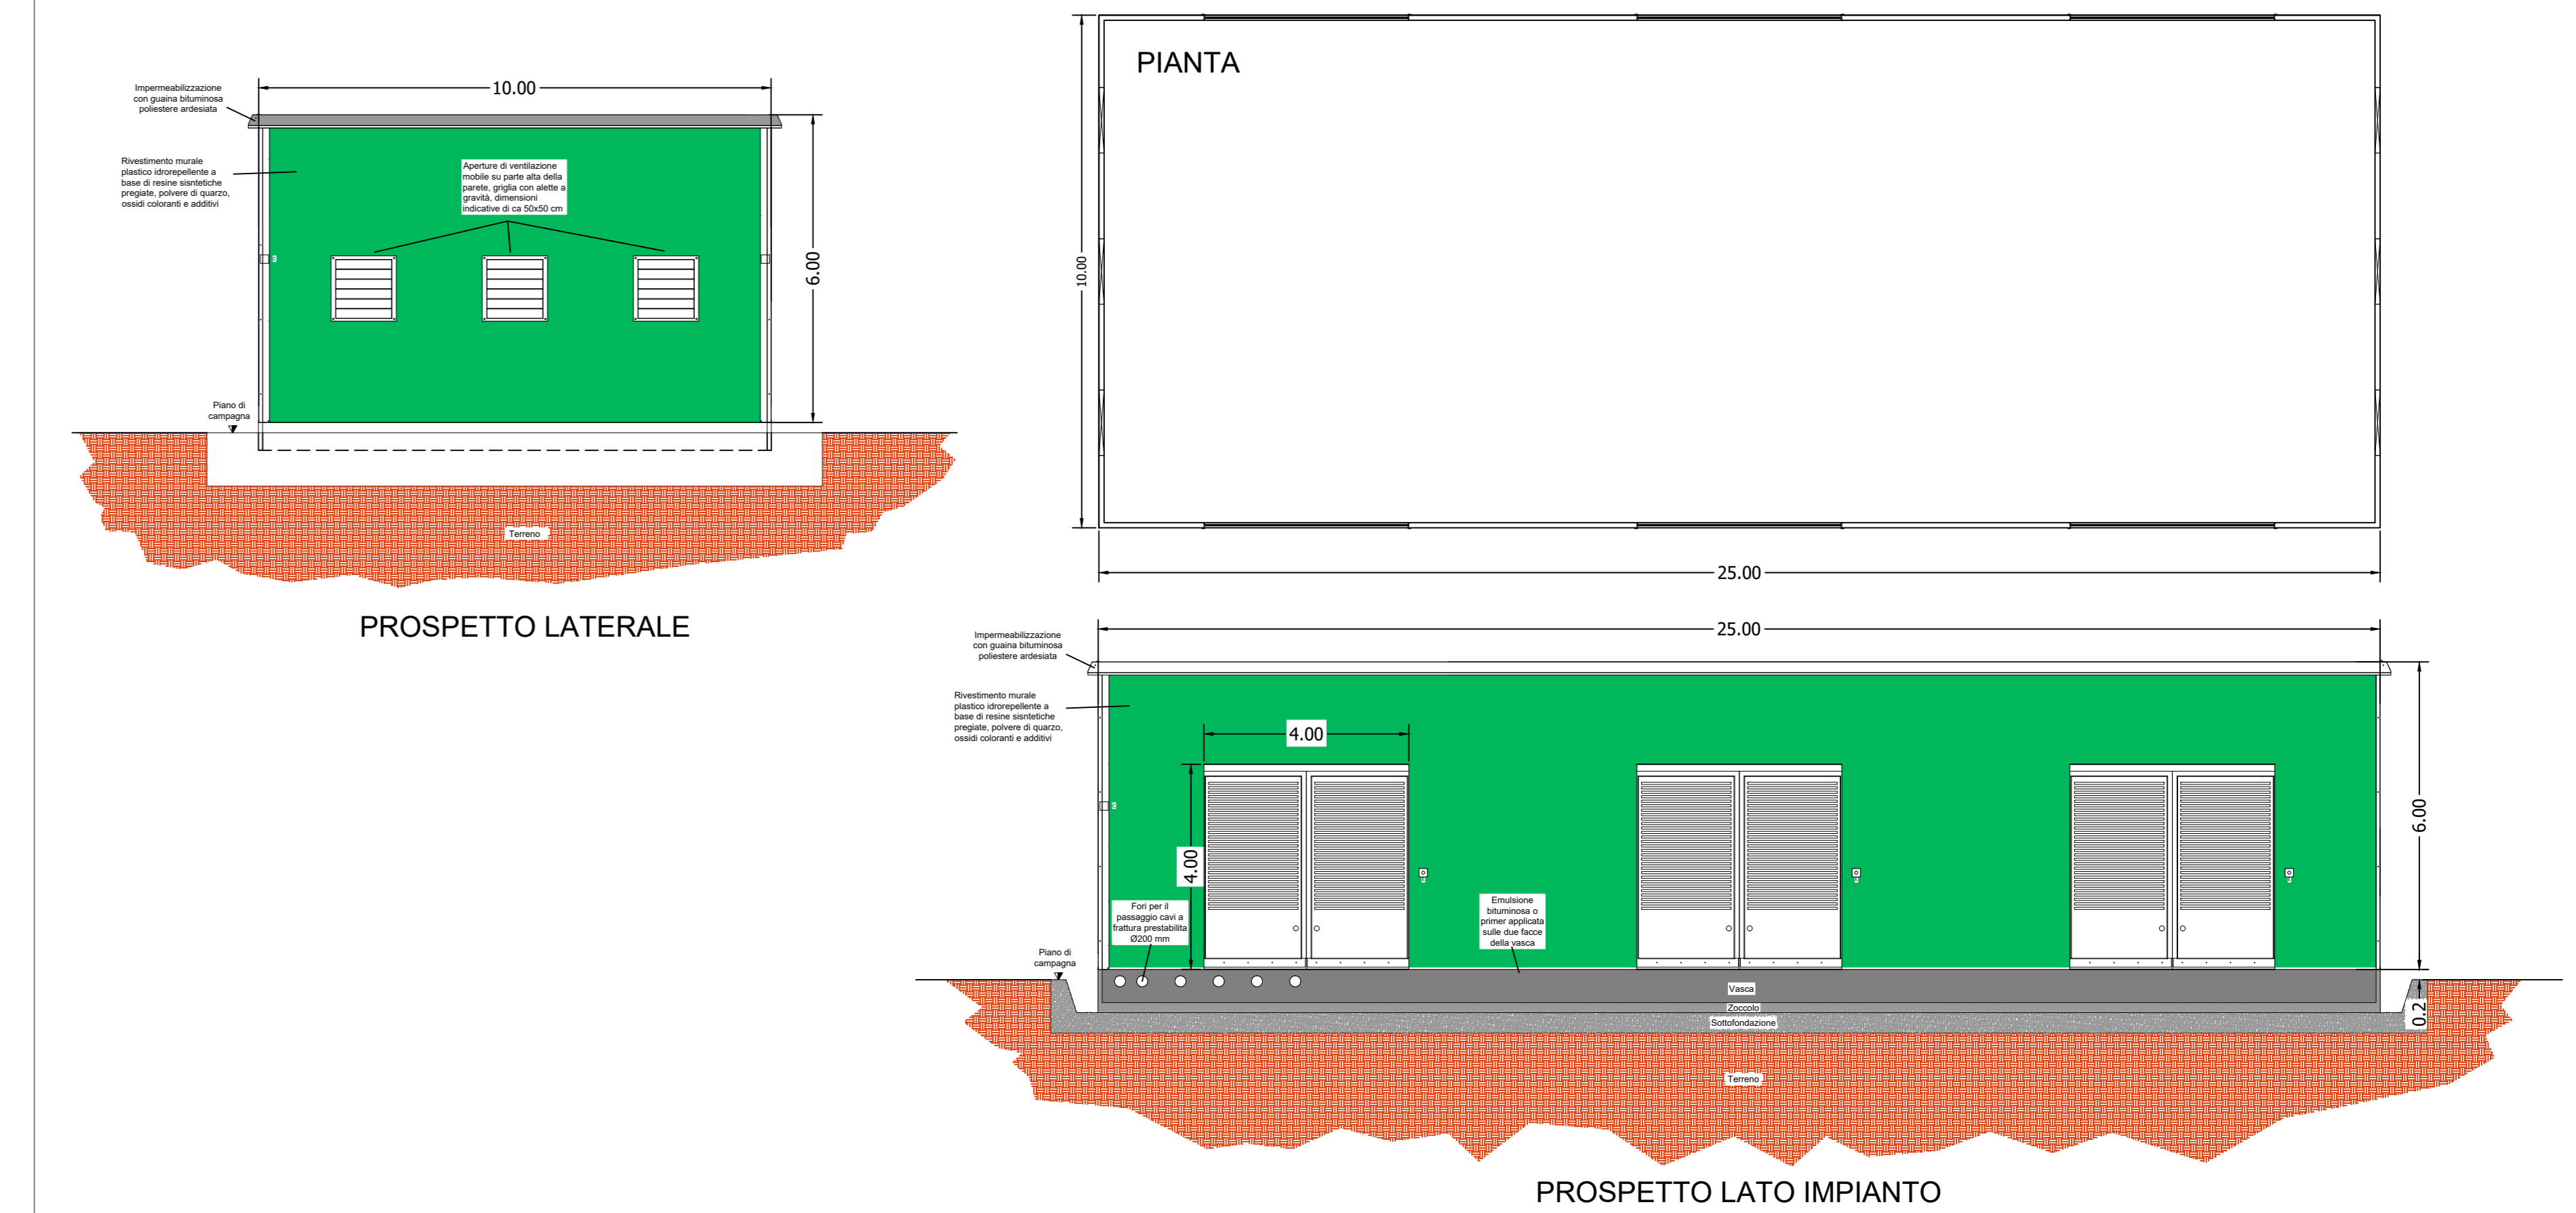 Impermeabilizzazione
con guaina bituminosa
poliestere ardesiata
10.00
Rivestimento murale
plastico idrorepellente a
base di resine sisntetiche
pregiate, polvere di quarzo,
ossidi coloranti e additivi
Aperture di ventilazione
mobile su parte alta della
parete, griglia con alette a
gravità, dimensioni
indicative di ca 50x50 cm
6.00
Piano di
campagna
Terreno
PROSPETTO LATERALE
PIANTA
10.00
25.00
25.00
Impermeabilizzazione
con guaina bituminosa
poliestere ardesiata
Rivestimento murale
plastico idrorepellente a
base di resine sisntetiche
pregiate, polvere di quarzo,
ossidi coloranti e additivi
4.00
4.00
6.00
Fori per il
passaggio cavi a
frattura prestabilita
Ø200 mm
Emulsione
bituminosa o
primer applicata
sulle due facce
della vasca
Piano di
campagna
Vasca
Zoccolo
Sottofondazione
0.2
Terreno
PROSPETTO LATO IMPIANTO